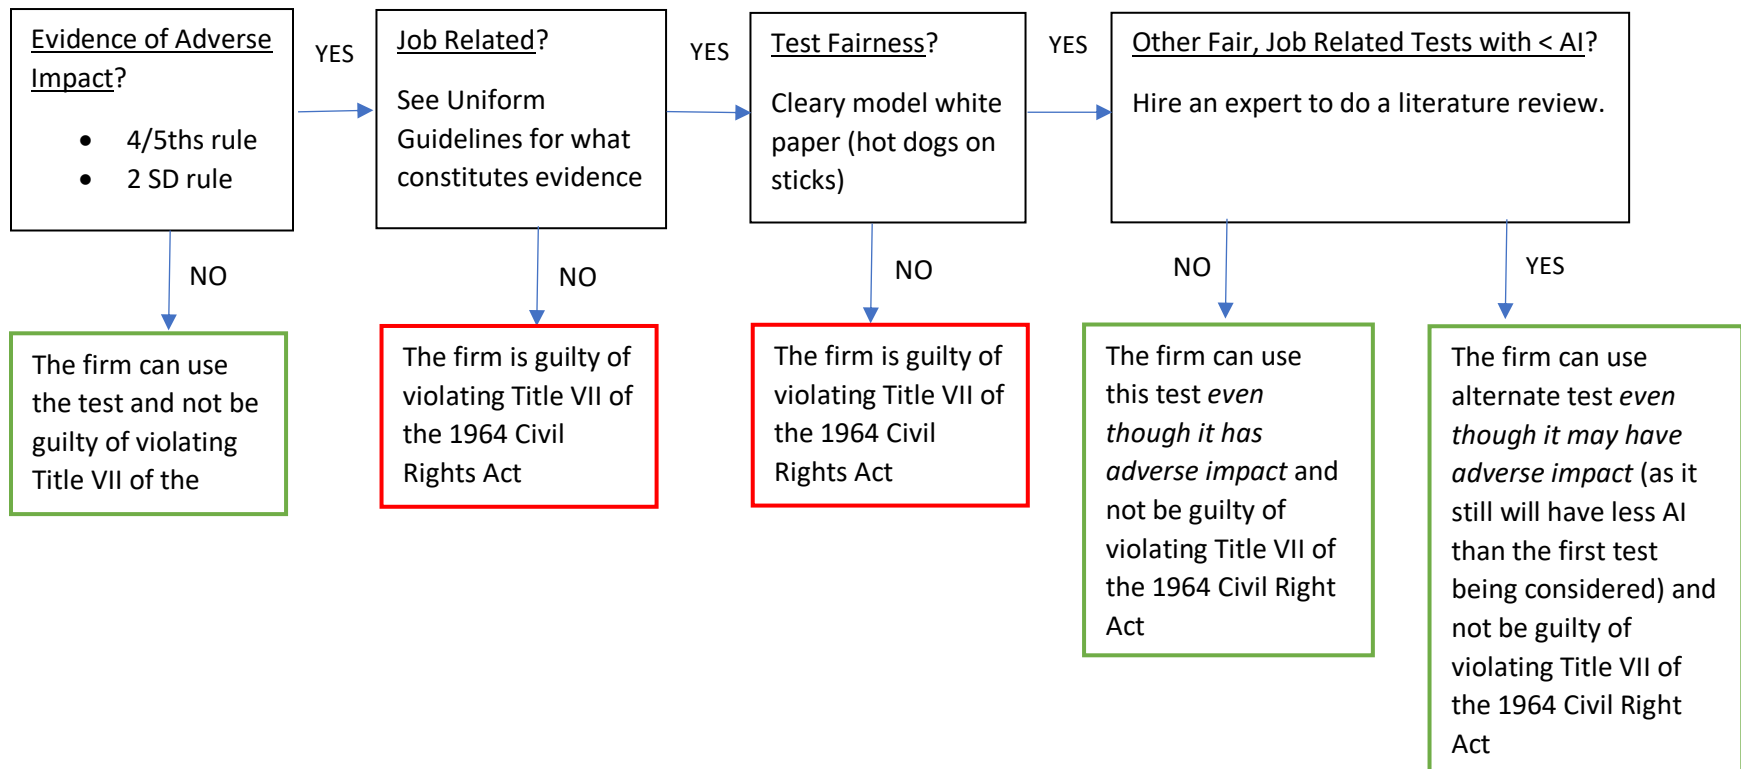 Evidence of Adverse
Impact?
• 4/5ths rule
• 2 SD rule
YES
Job Related?
See Uniform
Guidelines for what
constitutes evidence
YES
Test Fairness?
Cleary model white
paper (hot dogs on
sticks)
YES
Other Fair, Job Related Tests with < AI?
Hire an expert to do a literature review.
NO
NO
NO
NO
YES
The firm can use
the test and not be
guilty of violating
Title VII of the
The firm is guilty of
violating Title VII of
the 1964 Civil
Rights Act
The firm is guilty of
violating Title VII of
the 1964 Civil
Rights Act
The firm can use
this test even
though it has
adverse impact and
not be guilty of
violating Title VII of
the 1964 Civil Right
Act
The firm can use
alternate test even
though it may have
adverse impact (as it
still will have less AI
than the first test
being considered) and
not be guilty of
violating Title VII of
the 1964 Civil Right
Act